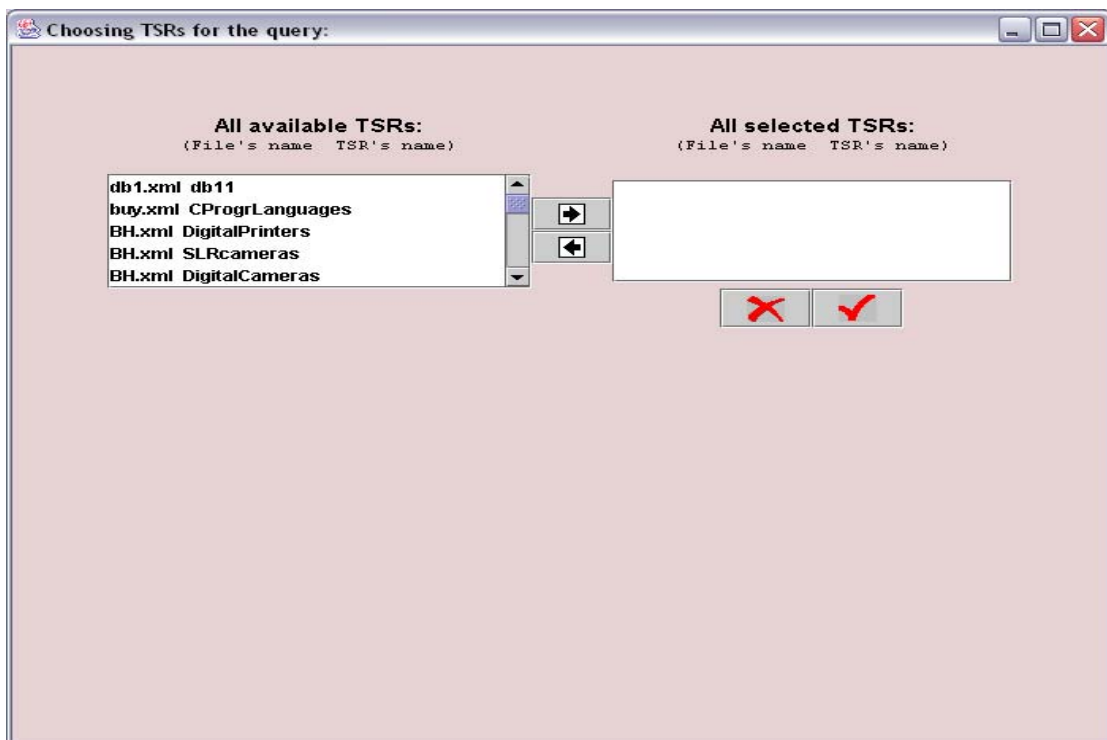 Choosing TSRs for the query:
All available TSRs:
(File's name TSR's name)
db1.xml db11
buy.xml CProgrLanguages
BH.xml DigitalPrinters
BH.xml SLRcameras
BH.xml DigitalCameras
All selected TSRs:
(File's name TSR's name)